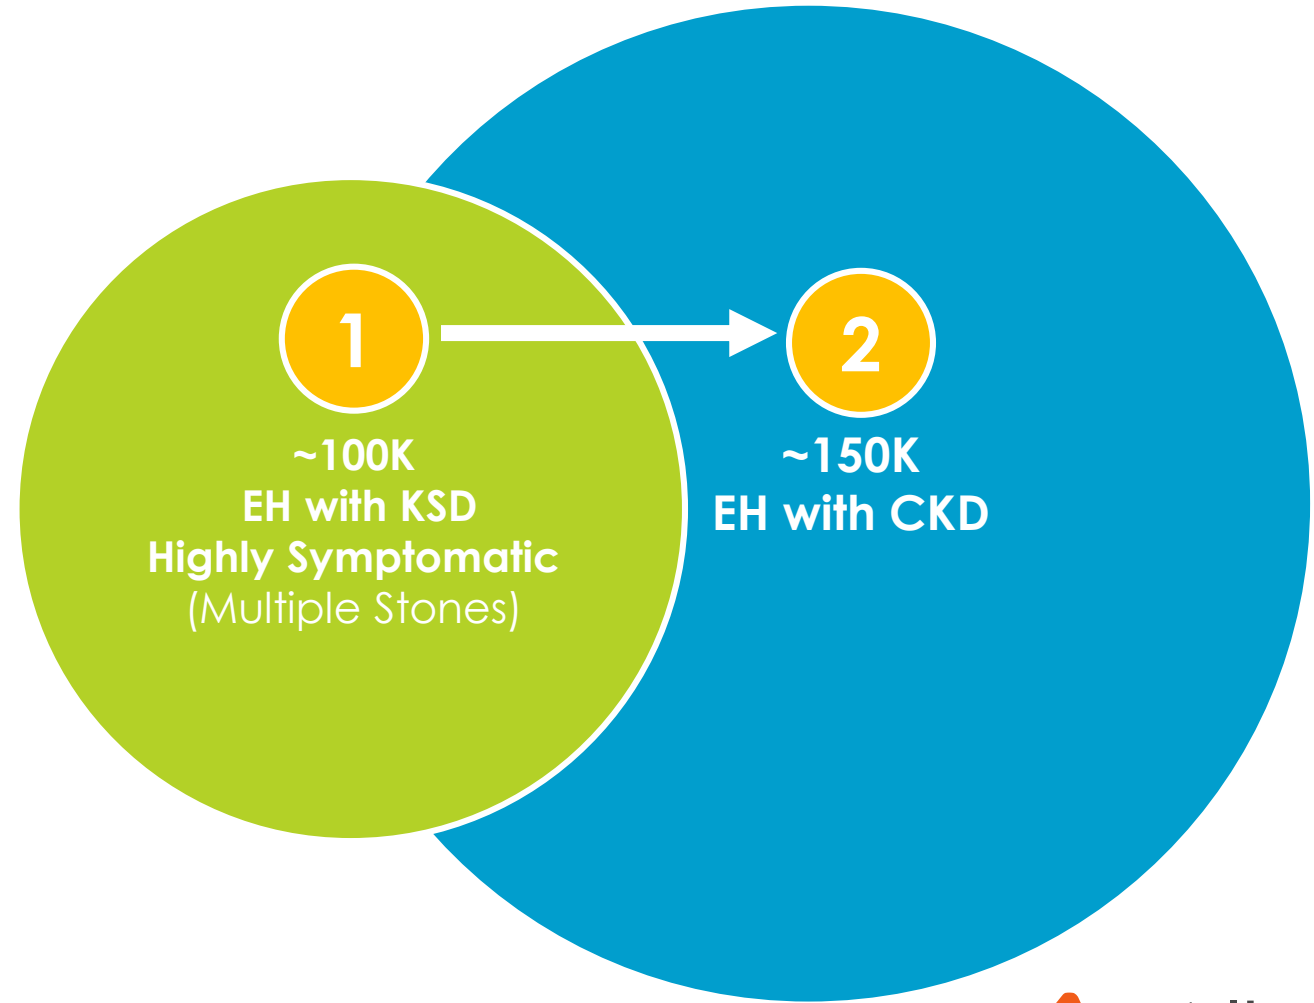 1
~100K
EH with KSD
Highly Symptomatic
(Multiple Stones)
2
~150K
EH with CKD